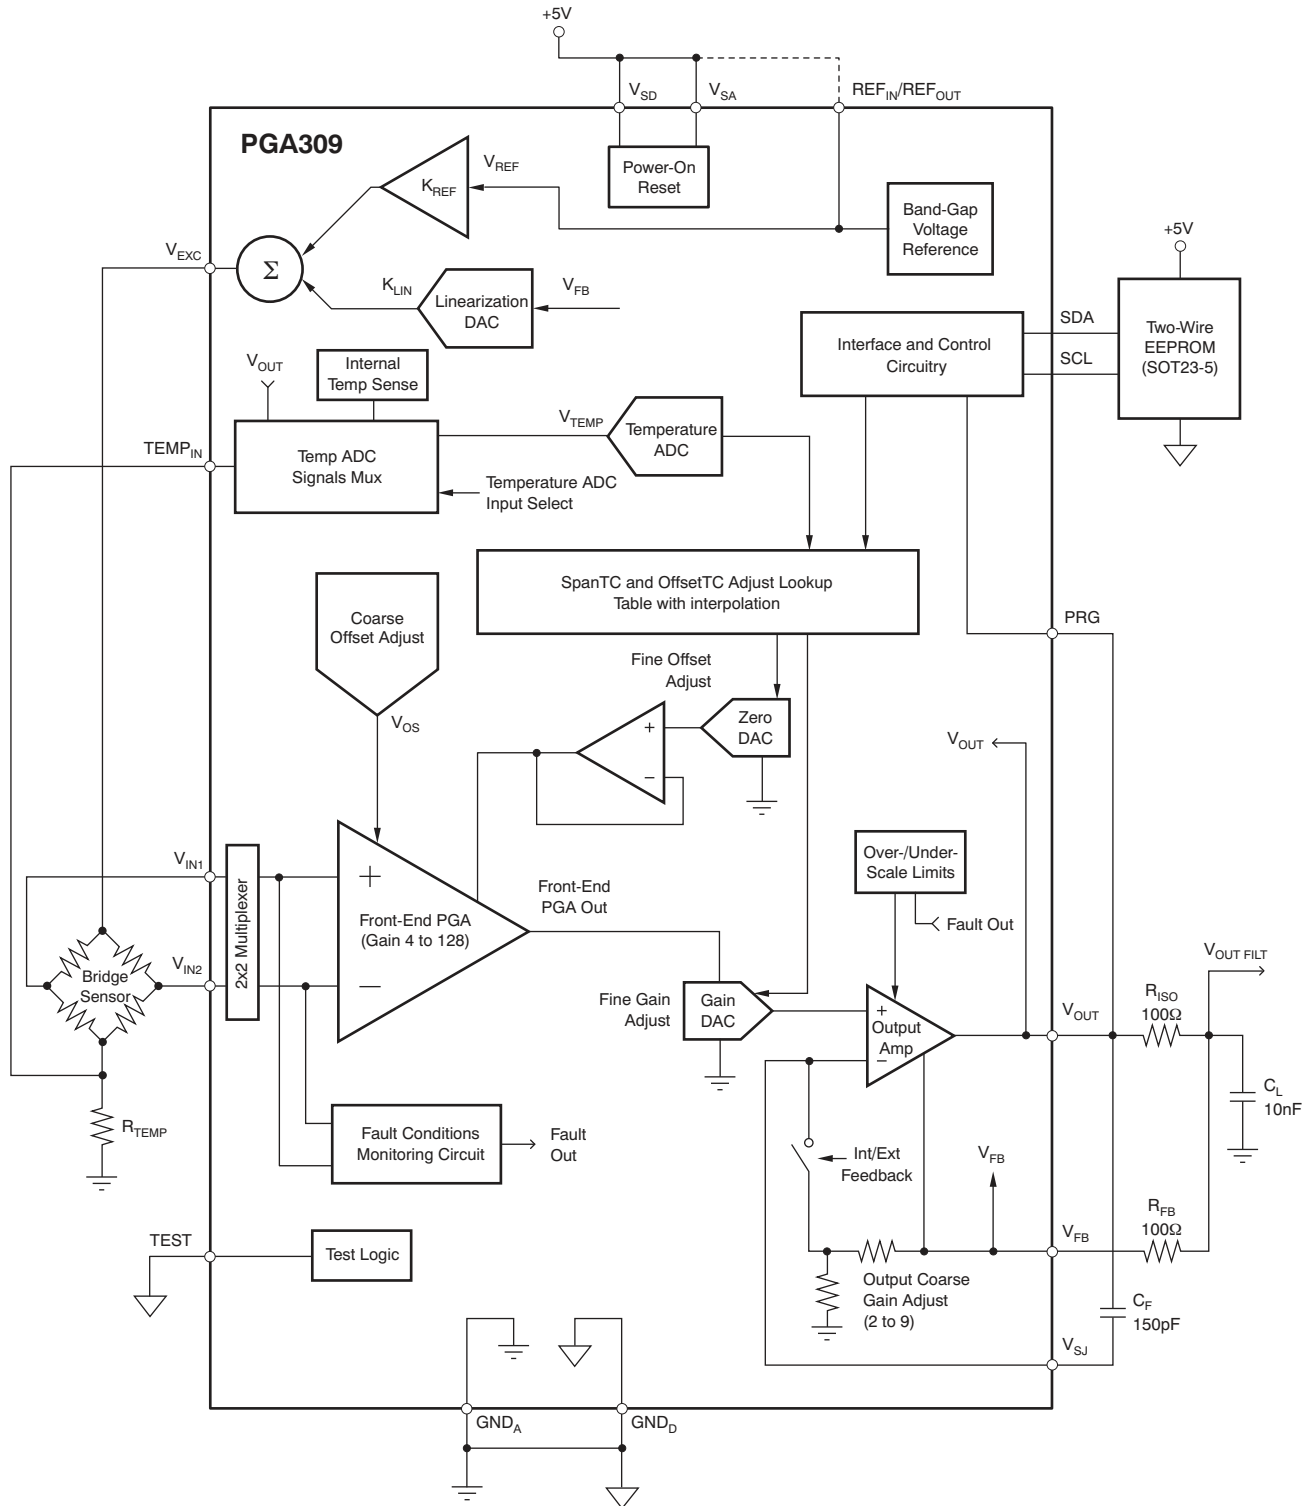 +5V
V_SD
V_SA
REF_IN/REF_OUT
PGA309
Power-On
Reset
V_REF
K_REF
Band-Gap
Voltage
Reference
+5V
V_EXC
Σ
K_LIN
Linearization
DAC
V_FB
Interface and Control
Circuitry
SDA
SCL
Two-Wire
EEPROM
(SOT23-5)
V_OUT
Internal
Temp Sense
V_TEMP
Temperature
ADC
TEMP_IN
Temp ADC
Signals Mux
Temperature ADC
Input Select
SpanTC and OffsetTC Adjust Lookup
Table with interpolation
PRG
Coarse
Offset Adjust
Fine Offset
Adjust
V_OS
+
−
Zero
DAC
V_OUT
V_IN1
2x2 Multiplexer
+
Front-End PGA
(Gain 4 to 128)
−
Front-End
PGA Out
Over-/Under-
Scale Limits
Fault Out
V_IN2
Bridge
Sensor
Fine Gain
Adjust
Gain
DAC
+
Output
Amp
−
V_OUT
V_OUT FILT
R_ISO
100Ω
C_L
10nF
R_TEMP
Fault Conditions
Monitoring Circuit
Fault
Out
Int/Ext
Feedback
V_FB
V_FB
R_FB
100Ω
TEST
Test Logic
Output Coarse
Gain Adjust
(2 to 9)
C_F
150pF
V_SJ
GND_A
GND_D